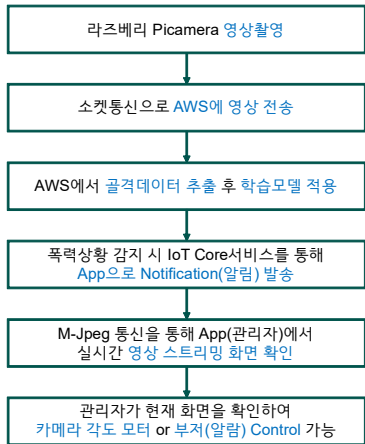 라즈베리 Picamera 영상촬영
소켓통신으로 AWS에 영상 전송
AWS에서 골격데이터 추출 후 학습모델 적용
폭력상황 감지 시 IoT Core서비스를 통해
App으로 Notification(알림) 발송
M-Jpeg 통신을 통해 App(관리자)에서
실시간 영상 스트리밍 화면 확인
관리자가 현재 화면을 확인하여
카메라 각도 모터 or 부저(알람) Control 가능